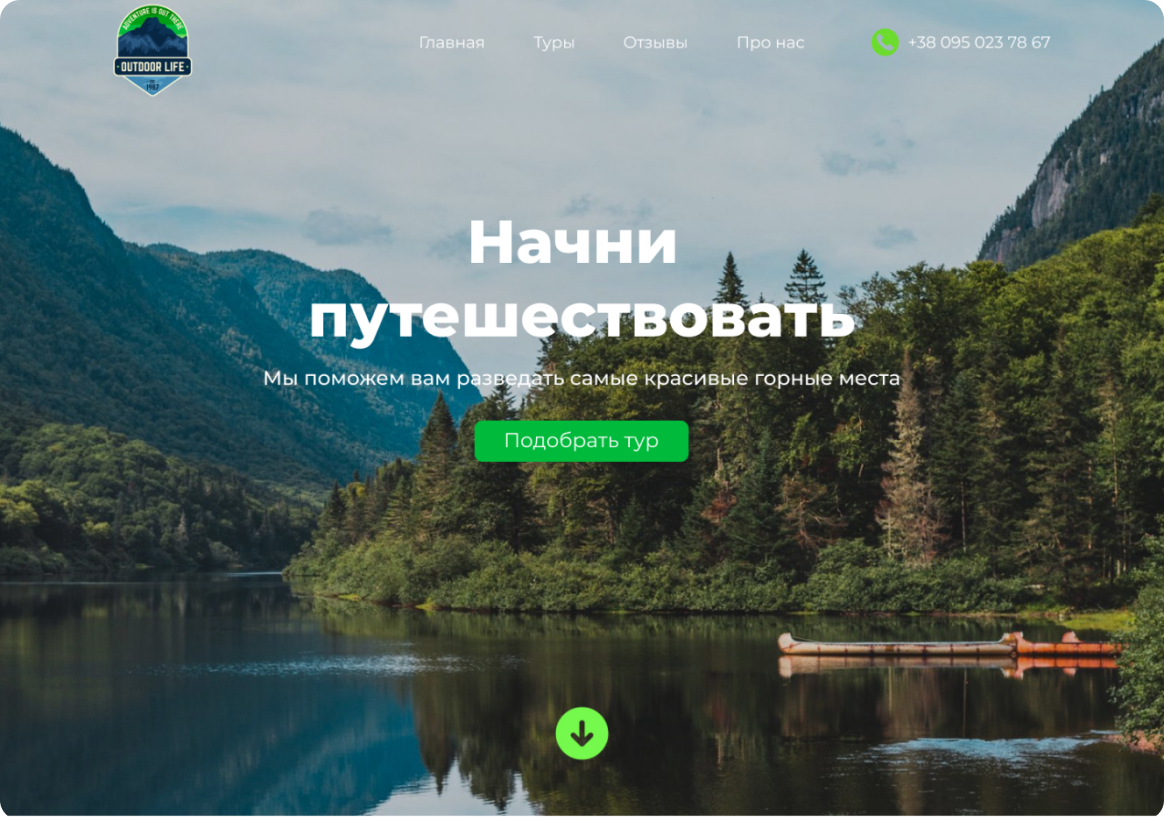 ADVENTURE IS OUT THERE
OUTDOOR LIFE
1987
Главная Туры Отзывы Про нас +38 095 023 78 67
Начни
путешествовать
Мы поможем вам разведать самые красивые горные места
Подобрать тур